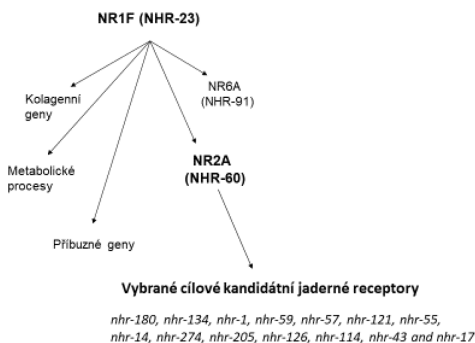 NR1F (NHR-23)
Kolagenní
geny
NR6A
(NHR-91)
Metabolické
procesy
NR2A
(NHR-60)
Příbuzné geny
Vybrané cílové kandidátní jaderné receptory
nhr-180, nhr-134, nhr-1, nhr-59, nhr-57, nhr-121, nhr-55,
nhr-14, nhr-274, nhr-205, nhr-126, nhr-114, nhr-43 and nhr-17